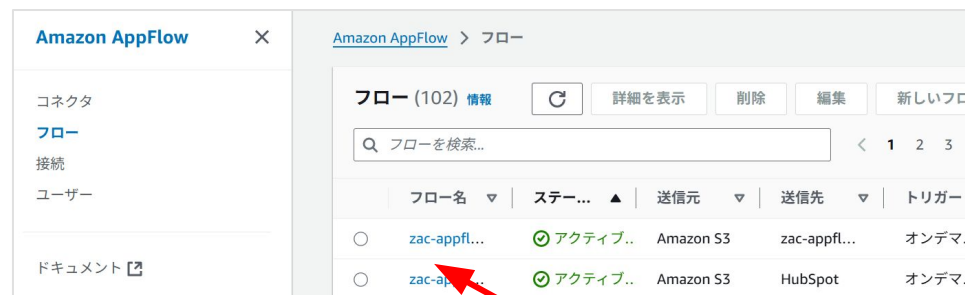 Amazon AppFlow
コネクタ
フロー
接続
ユーザー
ドキュメント
Amazon AppFlow > フロー
フロー (102) 情報
詳細を表示
削除
編集
新しいフロ
フローを検索...
1 2 3
フロー名 ステー... 送信元 送信先 トリガー
zac-appfl... アクティブ.. Amazon S3 zac-appfl... オンデマ.
アクティブ.. Amazon S3 HubSpot オンデマ.